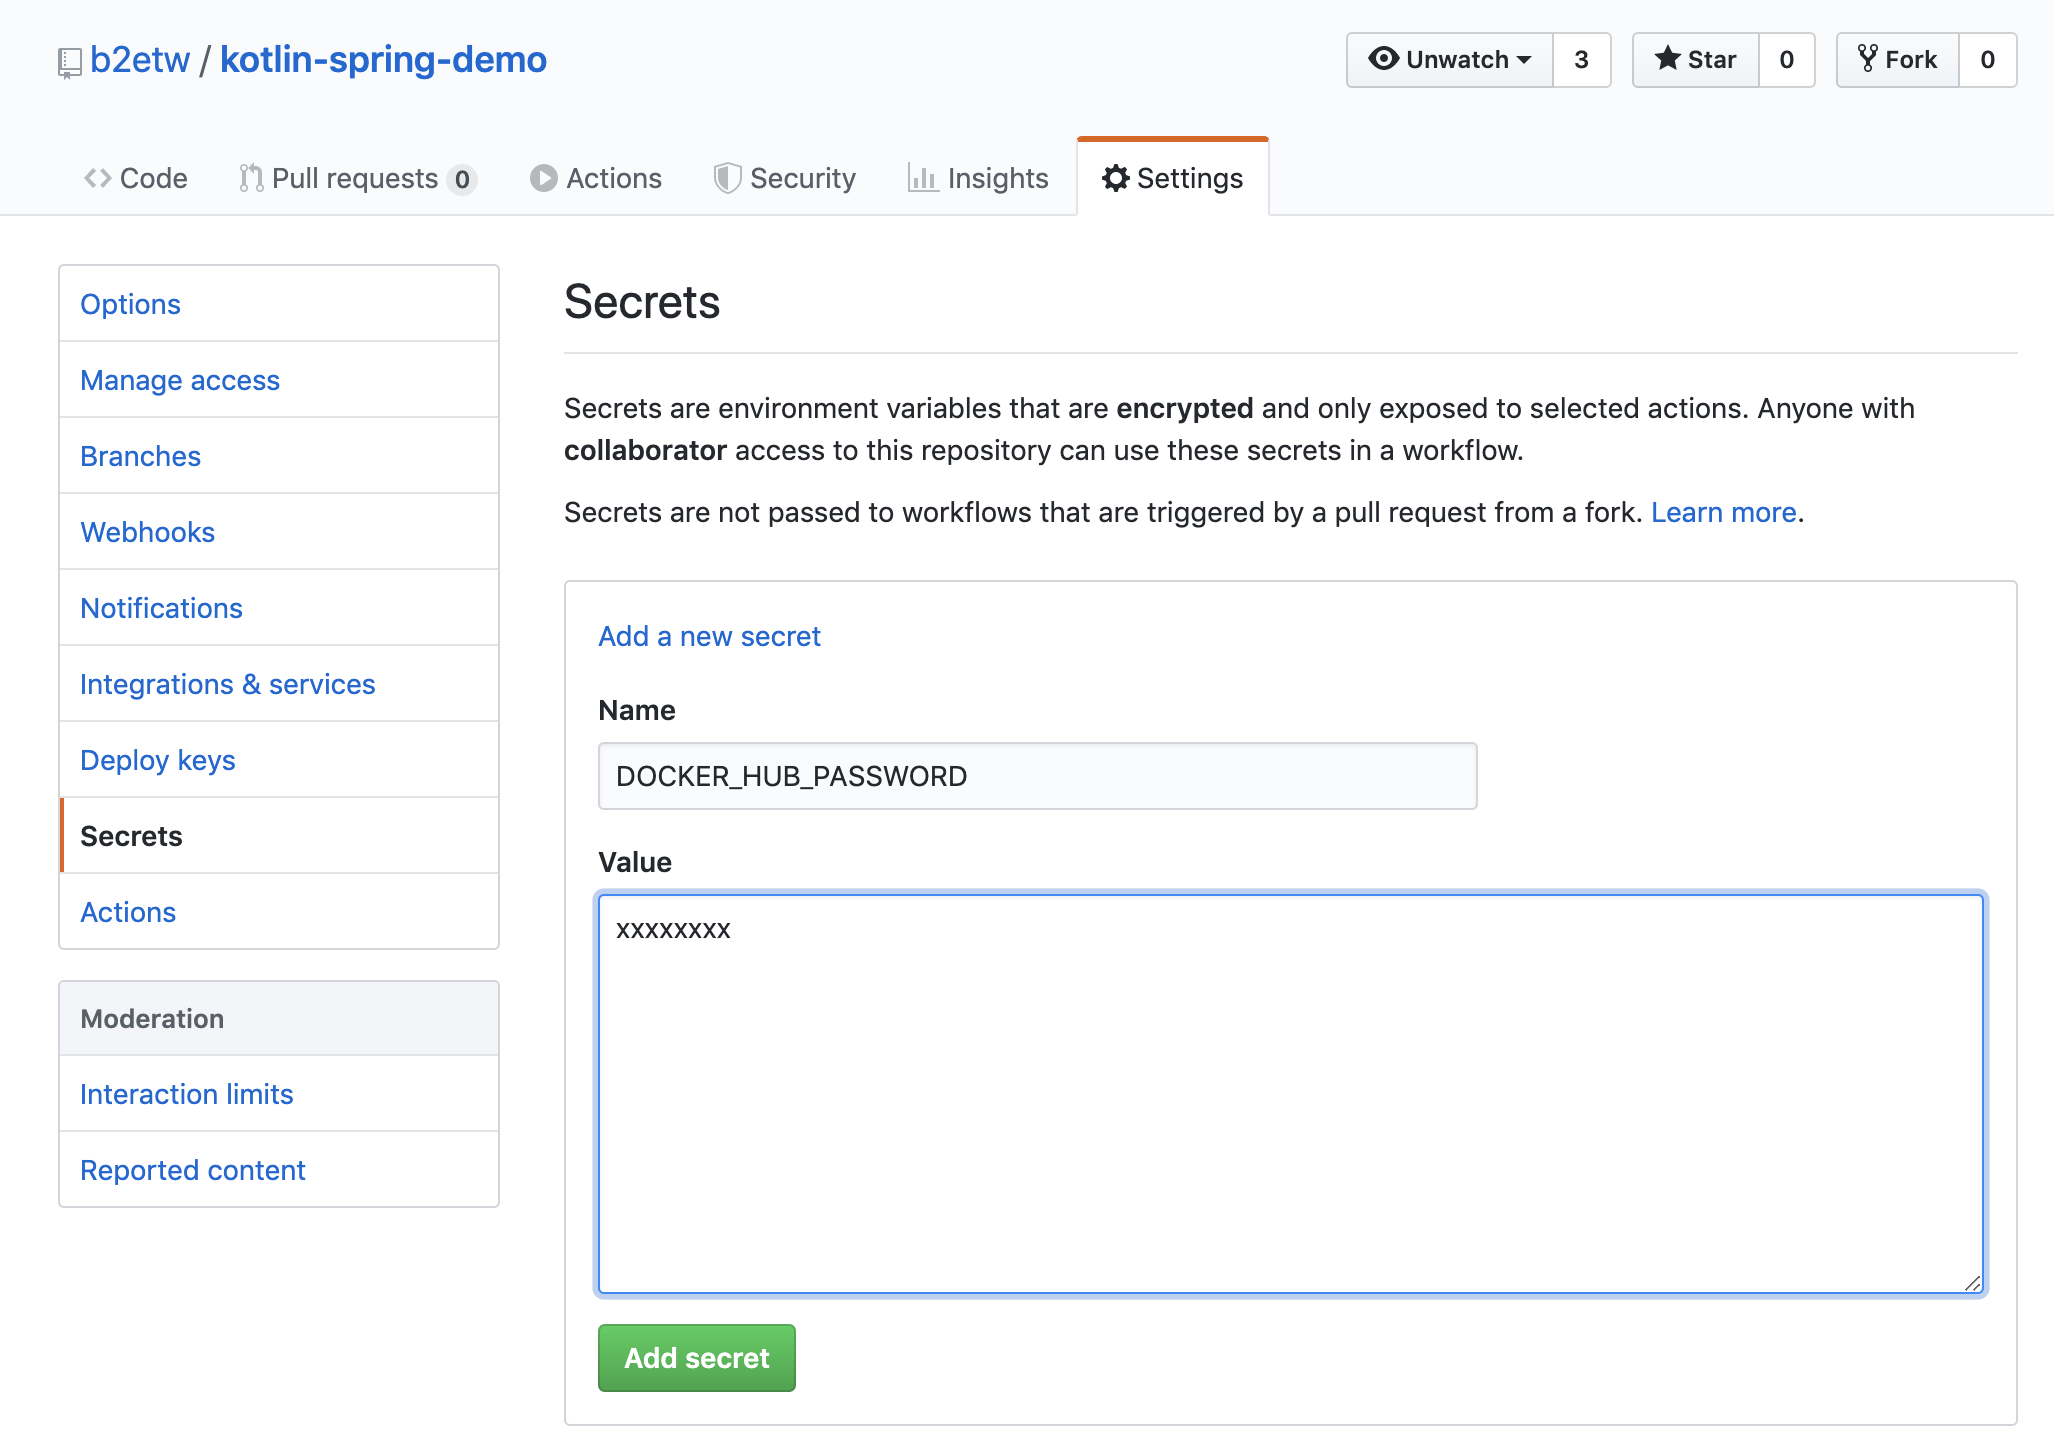 b2etw / kotlin-spring-demo
Unwatch 3 Star 0 Fork 0
Code Pull requests 0 Actions Security Insights Settings
Options
Manage access
Branches
Webhooks
Notifications
Integrations & services
Deploy keys
Secrets
Actions
Moderation
Interaction limits
Reported content
Secrets
Secrets are environment variables that are encrypted and only exposed to selected actions. Anyone with
collaborator access to this repository can use these secrets in a workflow.
Secrets are not passed to workflows that are triggered by a pull request from a fork. Learn more.
Add a new secret
Name
DOCKER_HUB_PASSWORD
Value
xxxxxxxx
Add secret